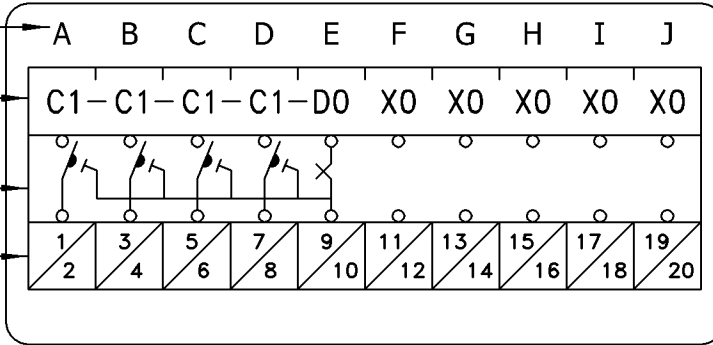 A B C D E F G H I J
C1-C1-C1-C1-D0 X0 X0 X0 X0 X0
1 3 5 7 9 11 13 15 17 19
2 4 6 8 10 12 14 16 18 20